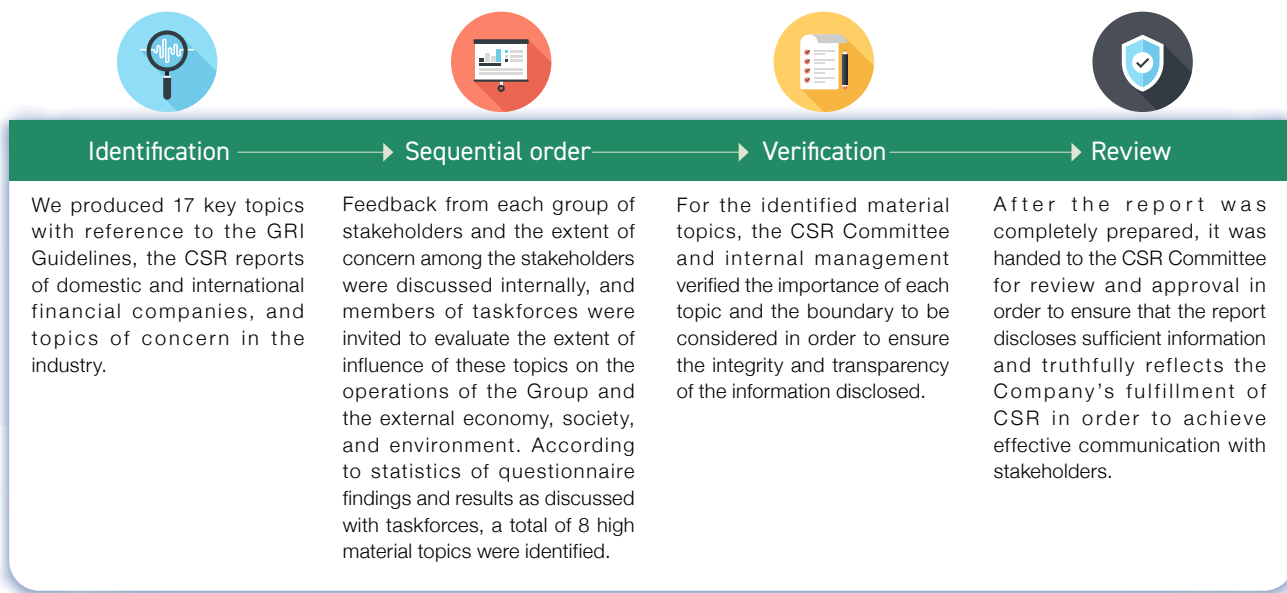 Identification
Sequential order
Verification
Review
We produced 17 key topics
with reference to the GRI
Guidelines, the CSR reports
of domestic and international
financial companies, and
topics of concern in the
industry.
Feedback from each group of
stakeholders and the extent of
concern among the stakeholders
were discussed internally, and
members of taskforces were
invited to evaluate the extent of
influence of these topics on the
operations of the Group and
the external economy, society,
and environment. According
to statistics of questionnaire
findings and results as discussed
with taskforces, a total of 8 high
material topics were identified.
For the identified material
topics, the CSR Committee
and internal management
verified the importance of each
topic and the boundary to be
considered in order to ensure
the integrity and transparency
of the information disclosed.
After the report was
completely prepared, it was
handed to the CSR Committee
for review and approval in
order to ensure that the report
discloses sufficient information
and truthfully reflects the
Company's fulfillment of
CSR in order to achieve
effective communication with
stakeholders.